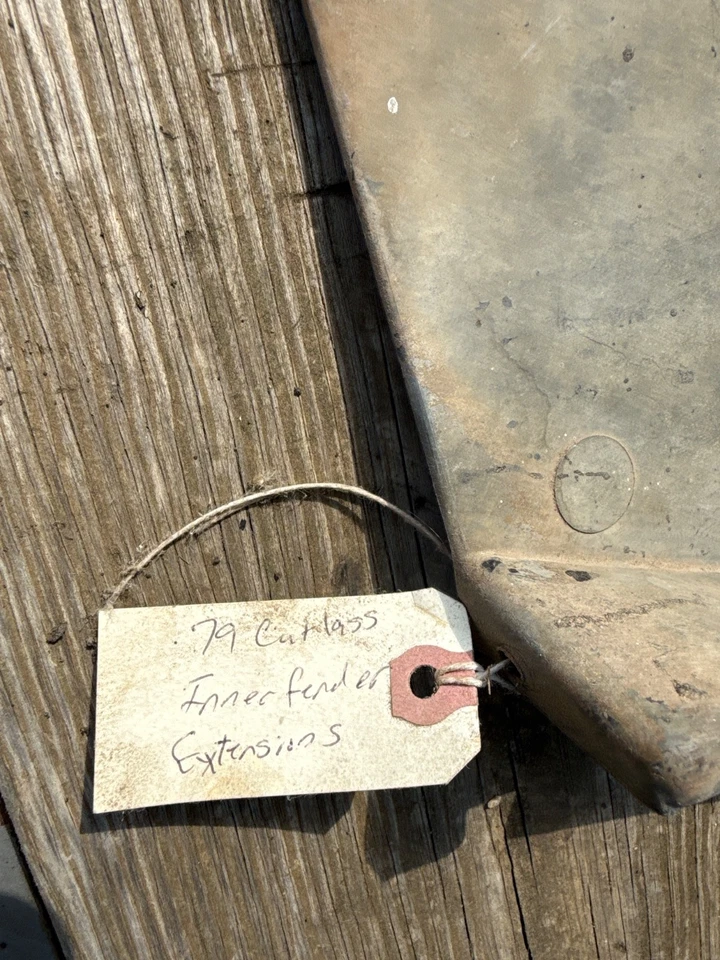 79 Cutlass
Inner fender
Extensions